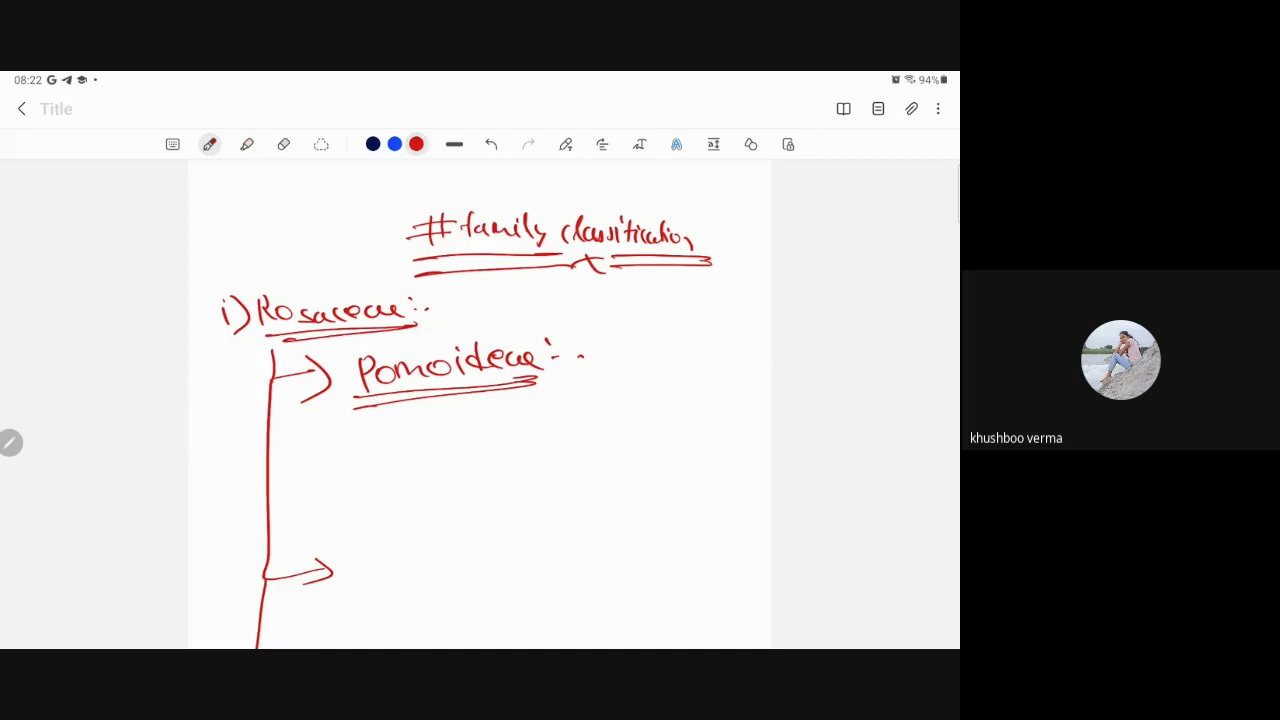 08:22
94%
Title
#family classification
i) Rosaceae:.
Pomoideae:.
khushboo verma